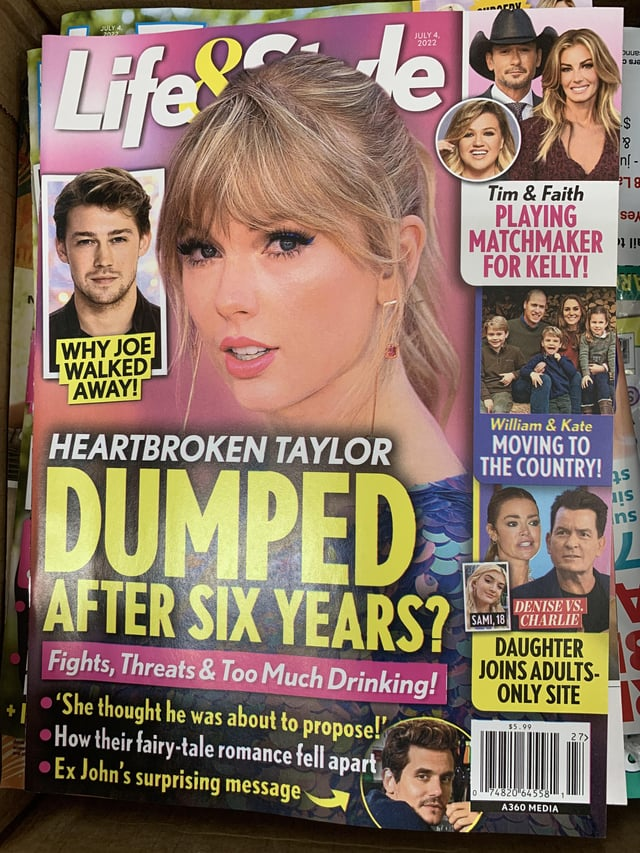 JULY 4,
2022
Life&Style
JULY 4,
2022
WHY JOE
WALKED
AWAY!
HEARTBROKEN TAYLOR
DUMPED
AFTER SIX YEARS?
Fights, Threats & Too Much Drinking!
• 'She thought he was about to propose!'
• How their fairy-tale romance fell apart
• Ex John's surprising message
Tim & Faith
PLAYING
MATCHMAKER
FOR KELLY!
William & Kate
MOVING TO
THE COUNTRY!
SAMI, 18
DENISE VS.
CHARLIE
DAUGHTER
JOINS ADULTS-
ONLY SITE
$5.99
27>
0 74820 64558 1
A360 MEDIA